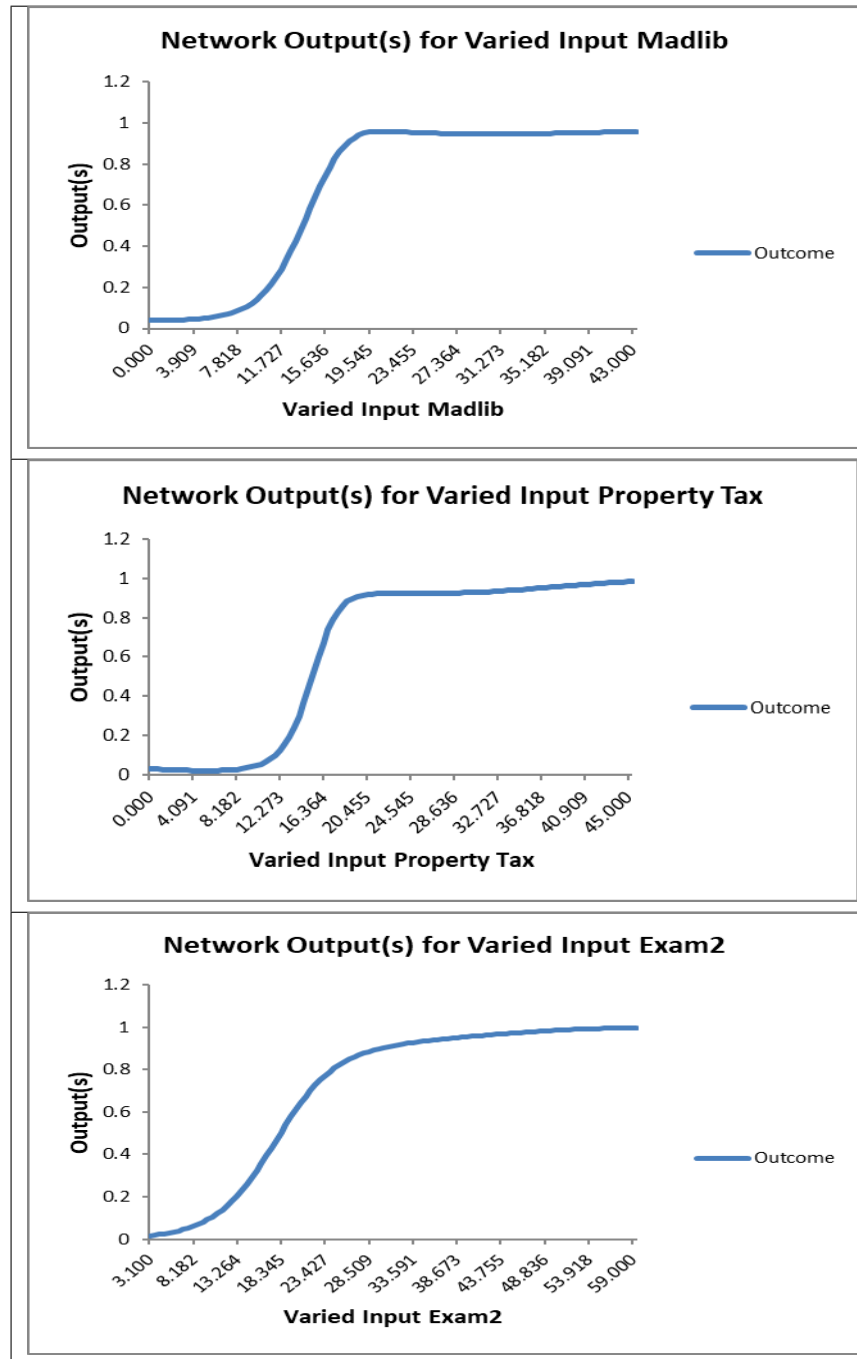 Network Output(s) for Varied Input Madlib
1.2
1
0.8
0.6
0.4
0.2
0
Output(s)
Outcome
0.000 3.909 7.818 11.727 15.636 19.545 23.455 27.364 31.273 35.182 39.091 43.000
Varied Input Madlib
Network Output(s) for Varied Input Property Tax
1.2
1
0.8
0.6
0.4
0.2
0
Output(s)
Outcome
0.000 4.091 8.182 12.273 16.364 20.455 24.545 28.636 32.727 36.818 40.909 45.000
Varied Input Property Tax
Network Output(s) for Varied Input Exam2
1.2
1
0.8
0.6
0.4
0.2
0
Output(s)
Outcome
3.100 8.182 13.264 18.345 23.427 28.509 33.591 38.673 43.755 48.836 53.918 59.000
Varied Input Exam2